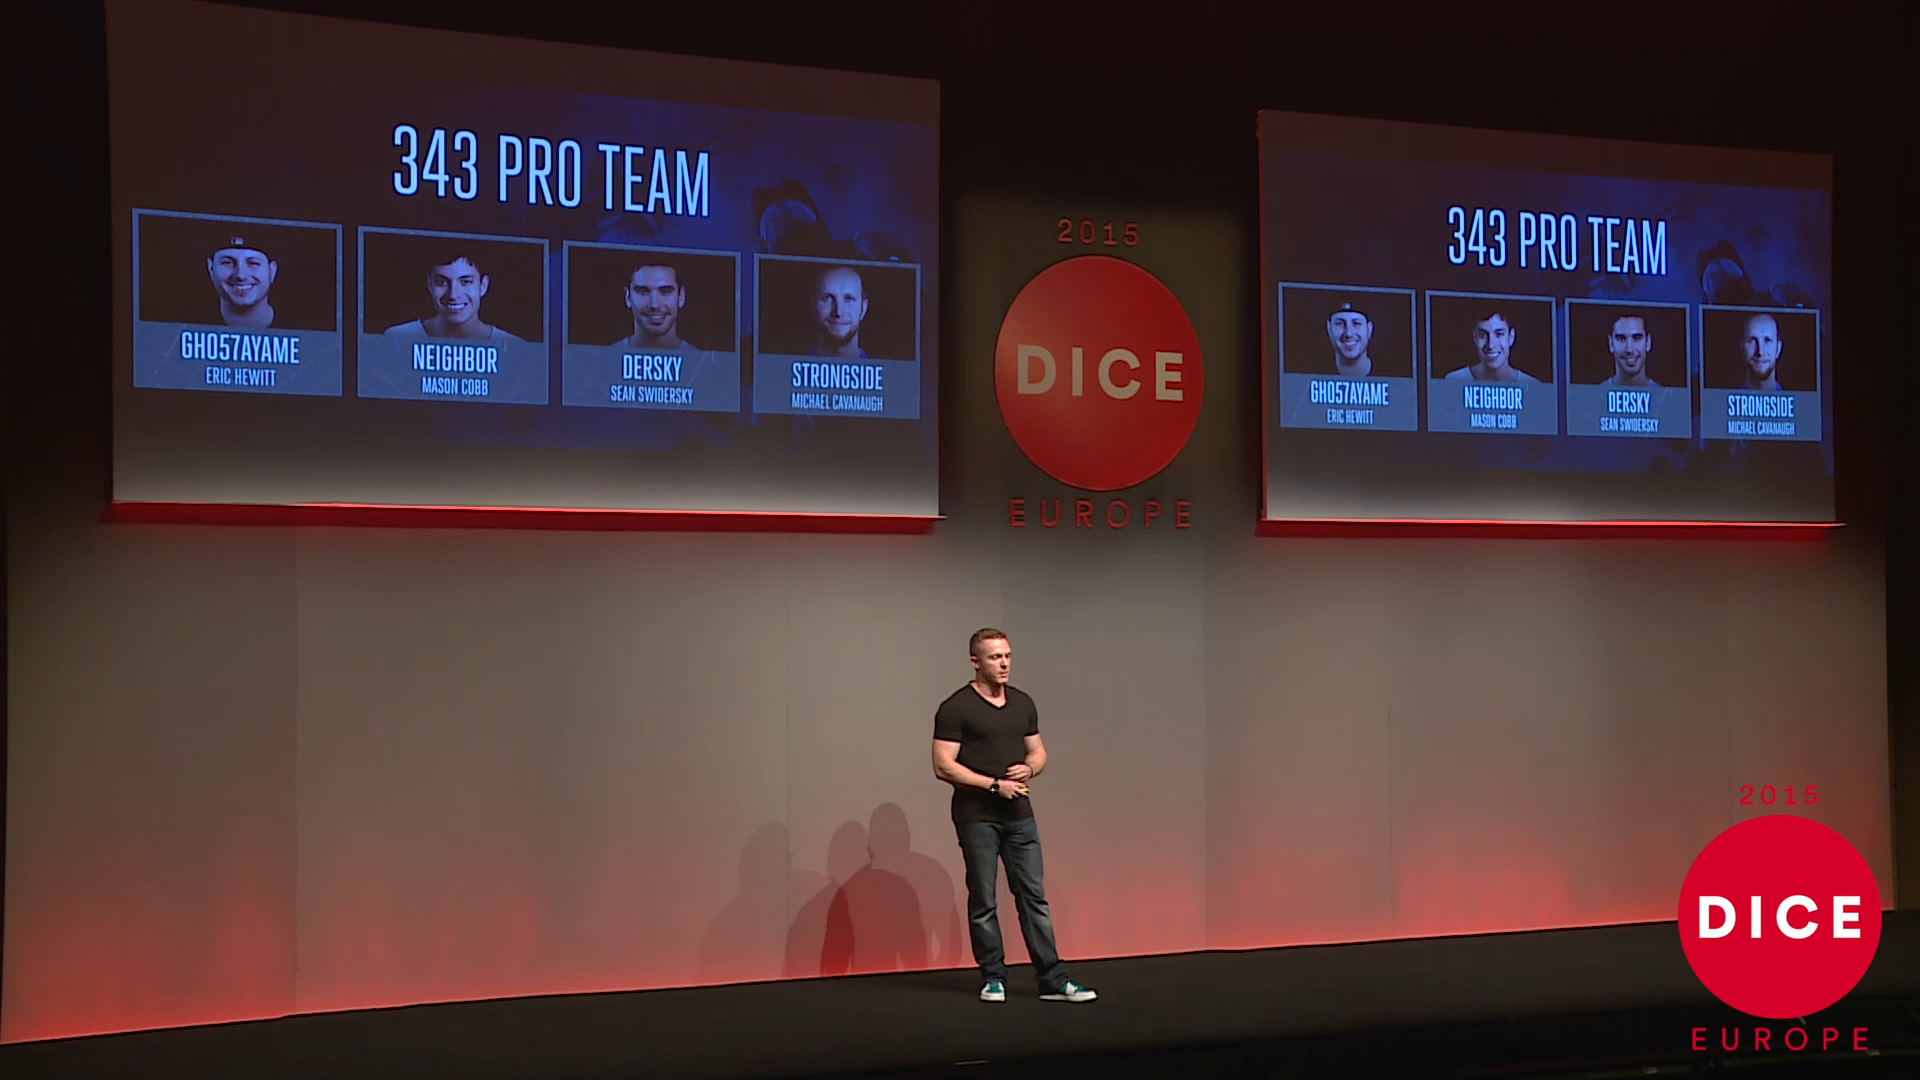 343 PRO TEAM
GH057AYAME
ERIC HEWITT
NEIGHBOR
MASON COBB
DERSKY
SEAN SWIDERSKY
STRONGSIDE
MICHAEL CAVANAUGH
2015
DICE
EUROPE
343 PRO TEAM
GH057AYAME
ERIC HEWITT
NEIGHBOR
MASON COBB
DERSKY
SEAN SWIDERSKY
STRONGSIDE
MICHAEL CAVANAUGH
2015
DICE
EUROPE